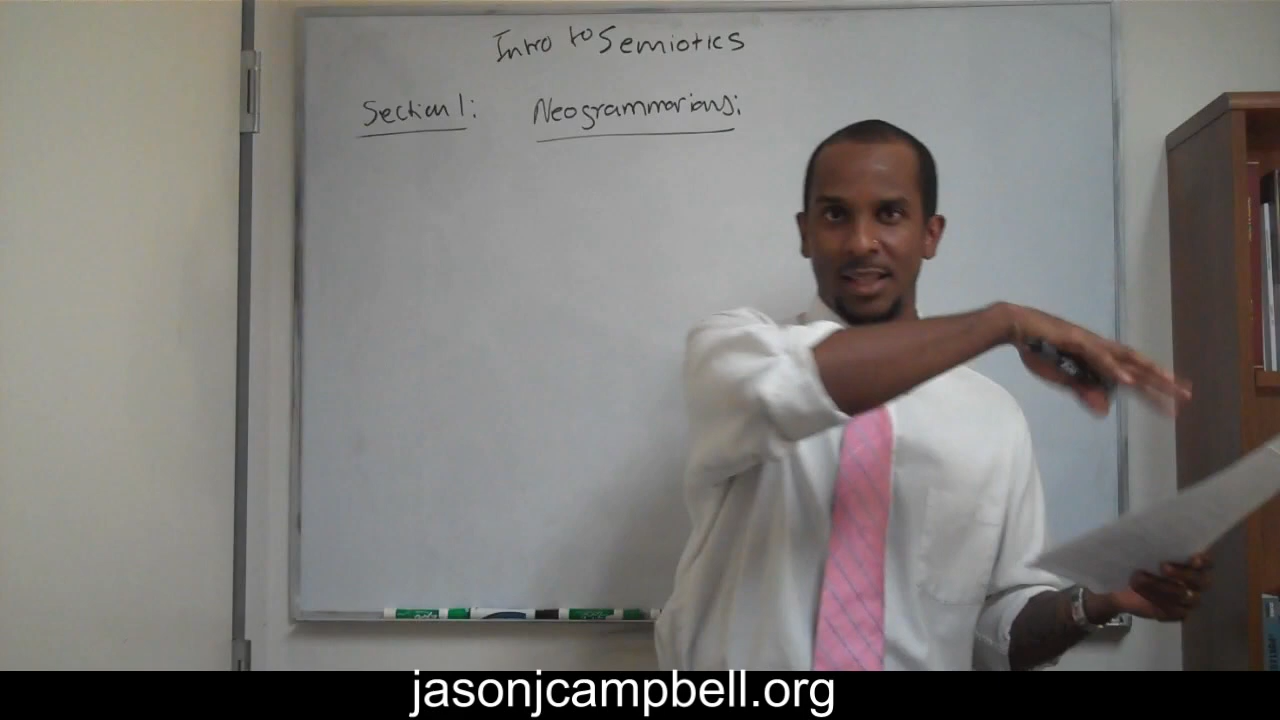 Intro to Semiotics
Section 1: Neogrammarians:
jasonjcampbell.org